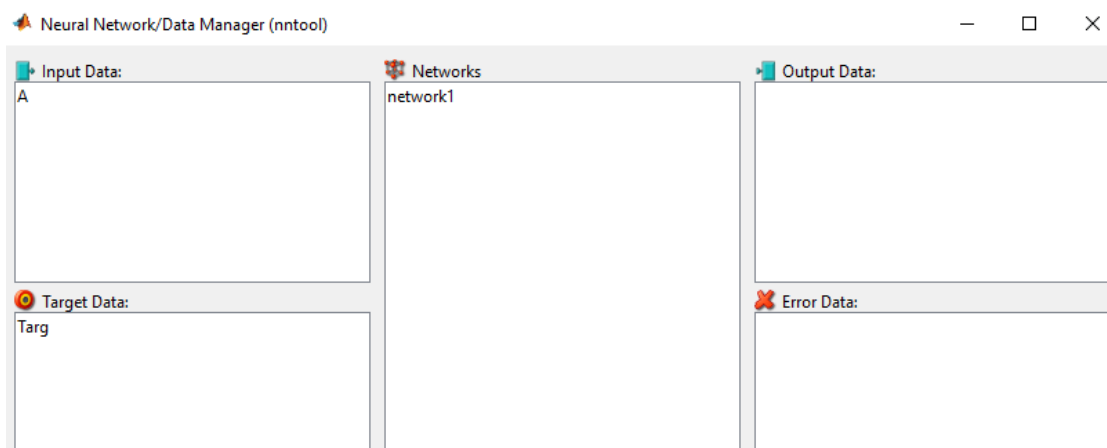 Neural Network/Data Manager (nntool)
Input Data:
A
Networks
network1
Output Data:
Target Data:
Targ
Error Data: